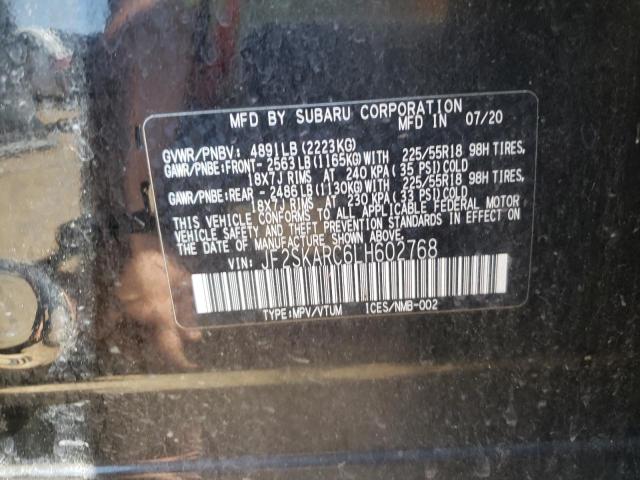 MFD BY SUBARU CORPORATION
MFD IN 07/20
GVWR/PNBV: 4891LB (2223KG)
GAWR/PNBE: FRONT- 2563LB (1165KG) WITH 225/55R18 98H TIRES,
18X7J RIMS AT 240 KPA (35 PSI) COLD
GAWR/PNBE: REAR - 2486LB (1130KG) WITH 225/55R18 98H TIRES,
18X7J RIMS AT 230 KPA (33 PSI) COLD
THIS VEHICLE CONFORMS TO ALL APPLICABLE FEDERAL MOTOR
VEHICLE SAFETY AND THEFT PREVENTION STANDARDS IN EFFECT ON
THE DATE OF MANUFACTURE SHOWN ABOVE.
VIN: JF2SKARC6LH602768
TYPE:MPV/VTUM ICES/NMB-002